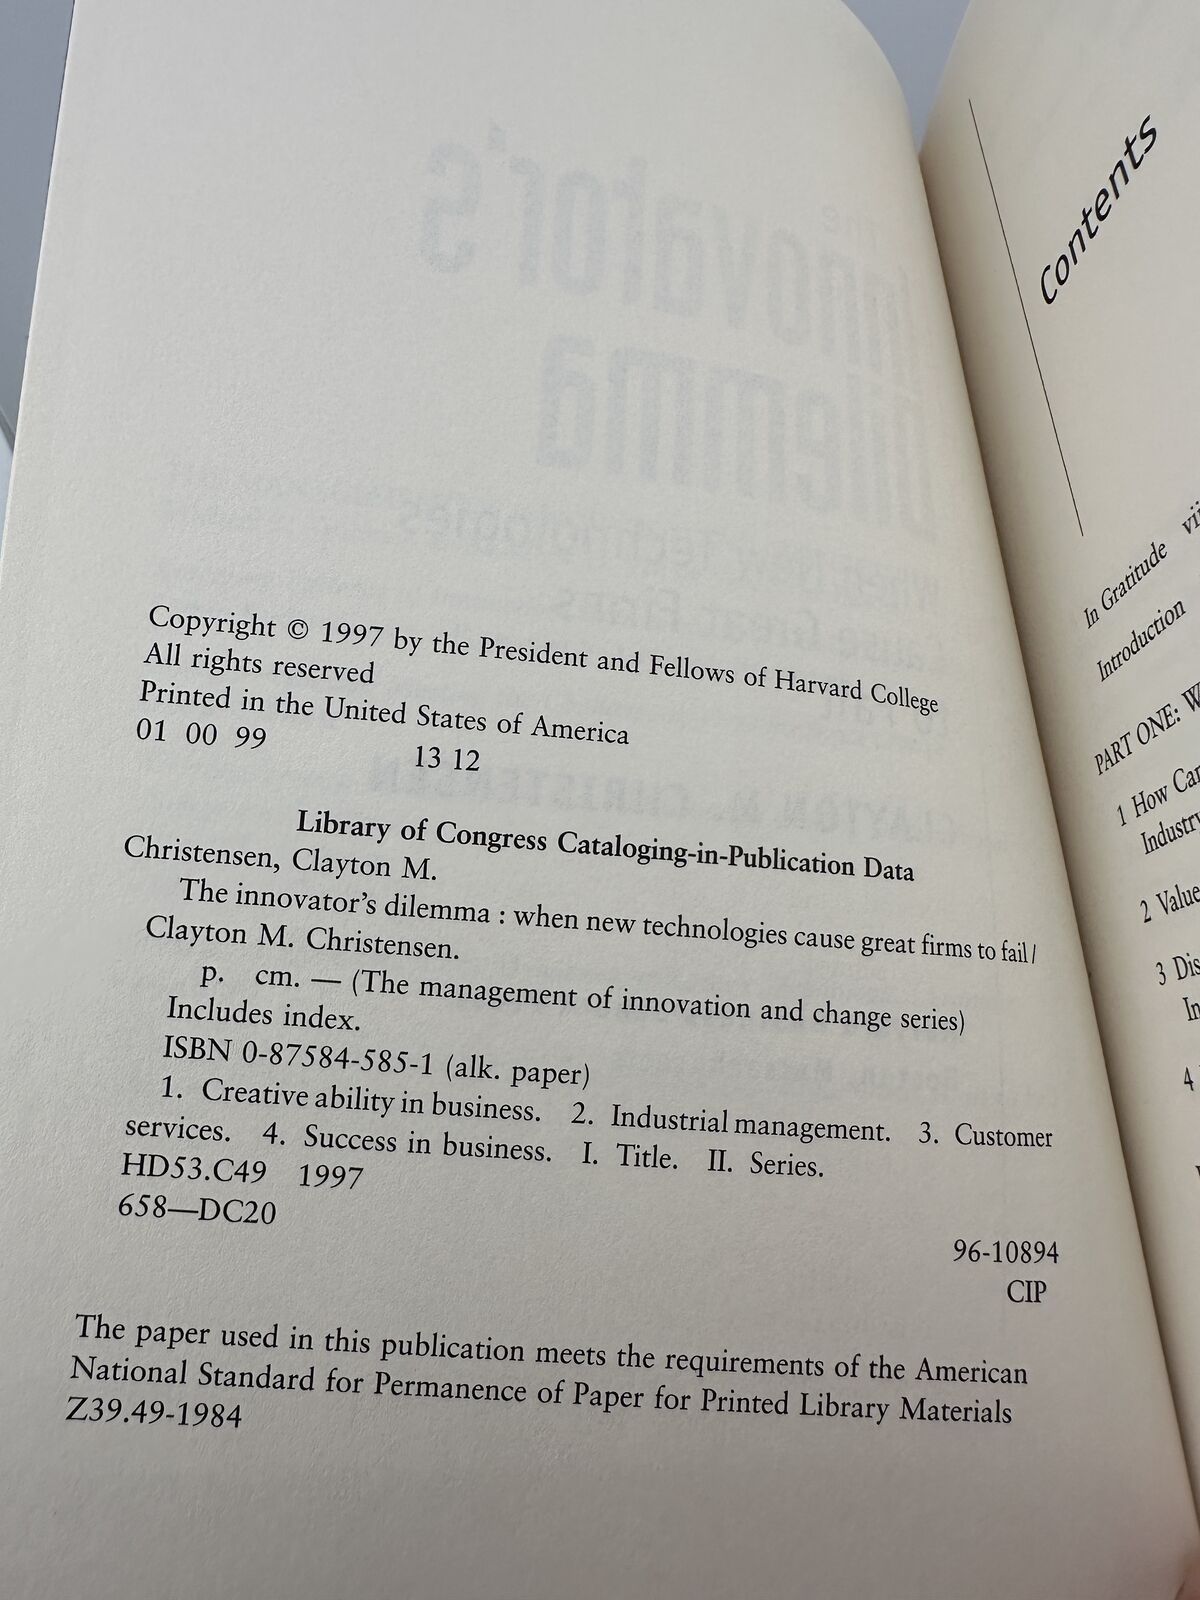 Copyright © 1997 by the President and Fellows of Harvard College
All rights reserved
Printed in the United States of America
01 00 99 13 12
Library of Congress Cataloging-in-Publication Data
Christensen, Clayton M.
The innovator's dilemma : when new technologies cause great firms to fail /
Clayton M. Christensen.
p. cm. — (The management of innovation and change series)
Includes index.
ISBN 0-87584-585-1 (alk. paper)
1. Creative ability in business. 2. Industrial management. 3. Customer
services. 4. Success in business. I. Title. II. Series.
HD53.C49 1997
658—DC20
96-10894
CIP
The paper used in this publication meets the requirements of the American
National Standard for Permanence of Paper for Printed Library Materials
Z39.49-1984
Contents
In Gratitude
Introduction
PART ONE:
1 How
Industry
2 Value
3
4